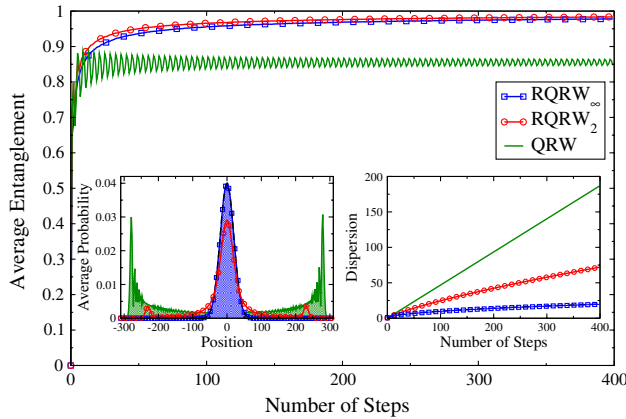 1
0.9
0.8
0.7
0.6
0.5
0.4
0.3
0.2
0.1
0
Average Entanglement
0 100 200 300 400
Number of Steps
RQRW∞
RQRW2
QRW
0.04
0.03
0.02
0.01
0
Average Probability
-300 -200 -100 0 100 200 300
Position
200
150
100
50
0
Dispersion
0 100 200 300 400
Number of Steps